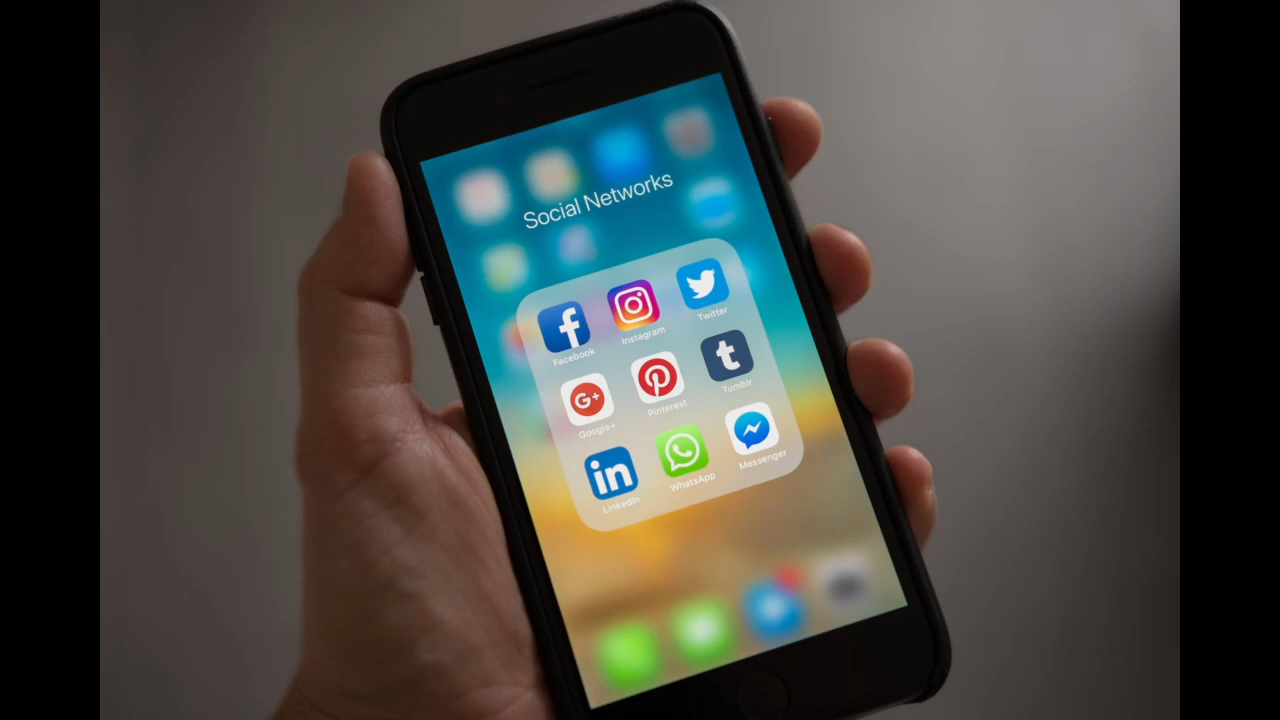 Social Networks
Facebook
Instagram
Twitter
Google+
Pinterest
Tumblr
LinkedIn
WhatsApp
Messenger